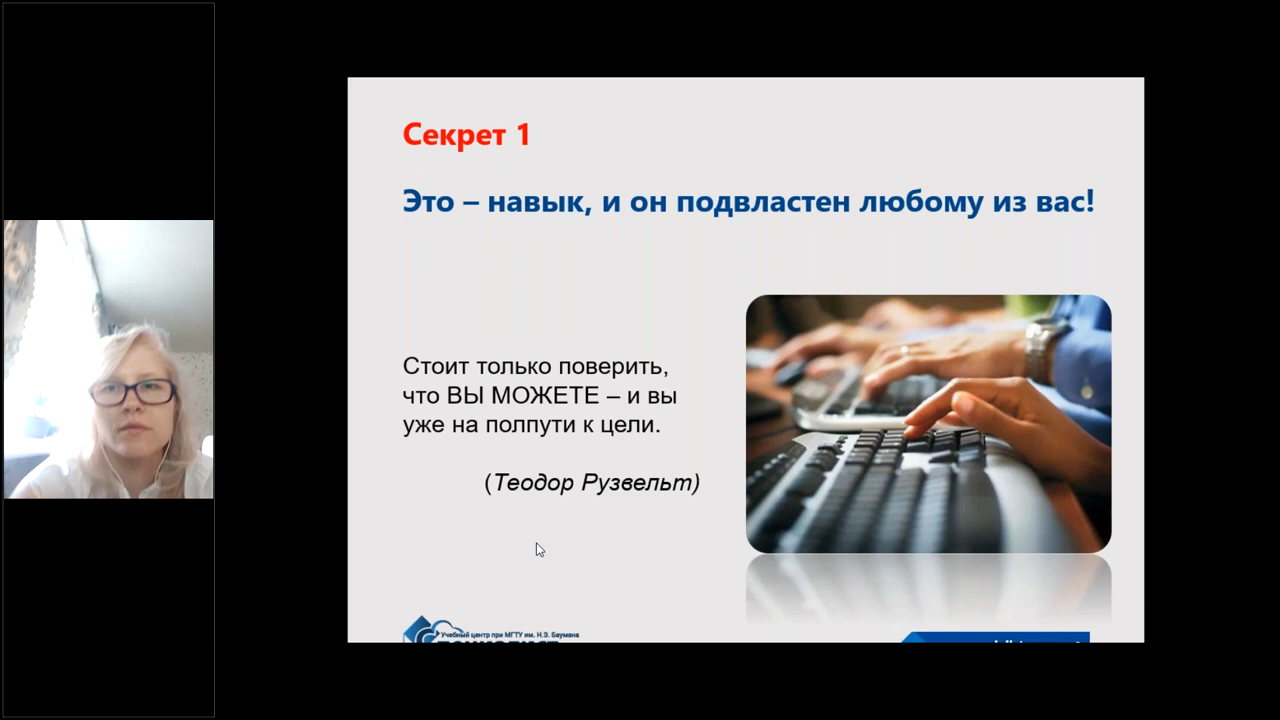 Секрет 1
Это – навык, и он подвластен любому из вас!
Стоит только поверить,
что ВЫ МОЖЕТЕ – и вы
уже на полпути к цели.
(Теодор Рузвельт)
Учебный центр при МГТУ им. Н.Э. Баумана